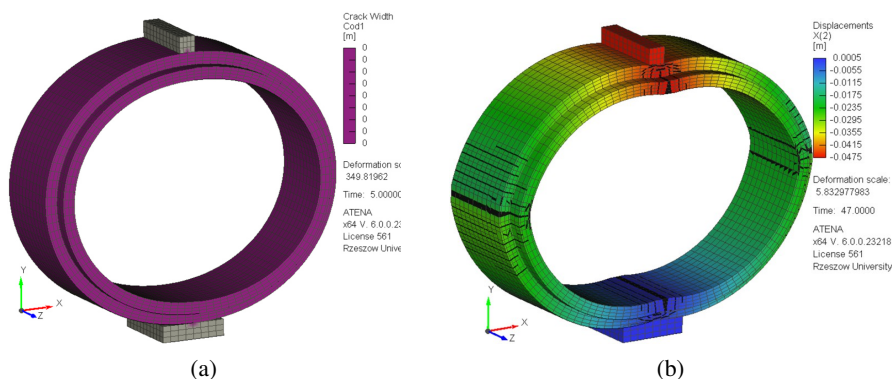 Crack Width
Cod1
[m]
0
0
0
0
0
0
0
0
0
Deformation sc
349.81962
Time: 5.0000
ATENA
x64 V. 6.0.0.23
License 561
Rzeszow Unive
Y
X
Z
(a)
Displacements
X(2)
[m]
0.0005
-0.0055
-0.0115
-0.0175
-0.0235
-0.0295
-0.0355
-0.0415
-0.0475
Deformation scale:
5.832977983
Time: 47.0000
ATENA
x64 V. 6.0.0.23218
License 561
Rzeszow University
Y
X
Z
(b)